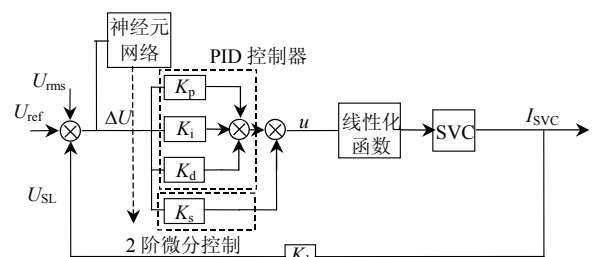 神经元
网络
PID 控制器
U_rms
U_ref
ΔU
K_p
K_i
K_d
K_s
u
线性化
函数
SVC
I_SVC
U_SL
2 阶微分控制